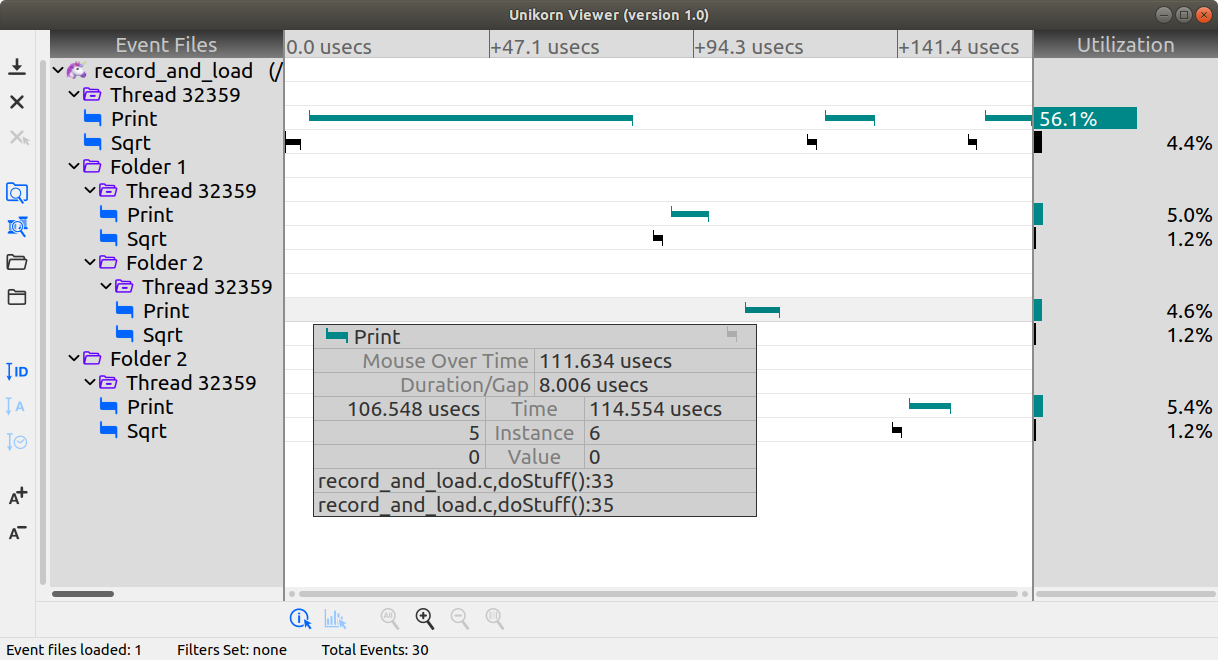 Unikorn Viewer (version 1.0)
Event Files
0.0 usecs
+47.1 usecs
+94.3 usecs
+141.4 usecs
Utilization
record_and_load (/
Thread 32359
Print
56.1%
Sqrt
4.4%
Folder 1
Thread 32359
Print
5.0%
Sqrt
1.2%
Folder 2
Thread 32359
Print
4.6%
Sqrt
1.2%
Folder 2
Thread 32359
Print
5.4%
Sqrt
1.2%
Print
Mouse Over Time 111.634 usecs
Duration/Gap 8.006 usecs
106.548 usecs Time 114.554 usecs
5 Instance 6
0 Value 0
record_and_load.c,doStuff():33
record_and_load.c,doStuff():35
ID
A
A+
A-
Event files loaded: 1
Filters Set: none
Total Events: 30